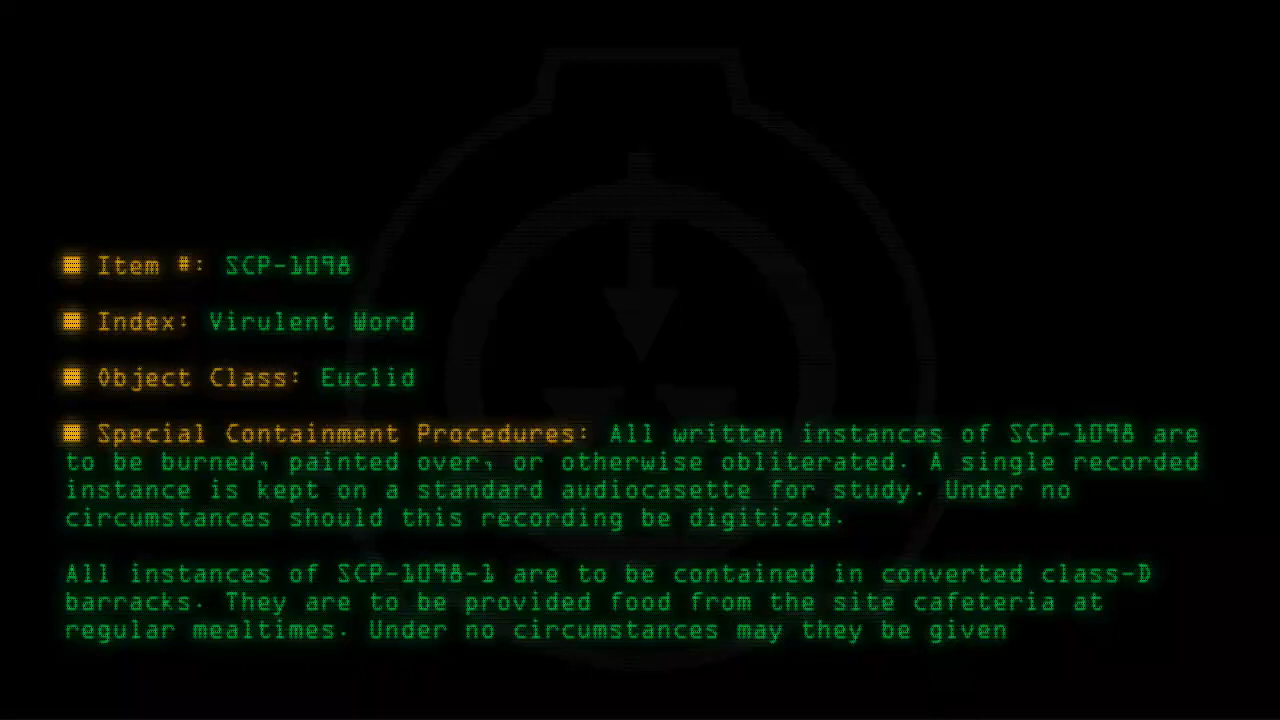 Item #: SCP-1098
Index: Virulent Word
Object Class: Euclid
Special Containment Procedures: All written instances of SCP-1098 are
to be burned, painted over, or otherwise obliterated. A single recorded
instance is kept on a standard audiocasette for study. Under no
circumstances should this recording be digitized.
All instances of SCP-1098-1 are to be contained in converted class-D
barracks. They are to be provided food from the site cafeteria at
regular mealtimes. Under no circumstances may they be given